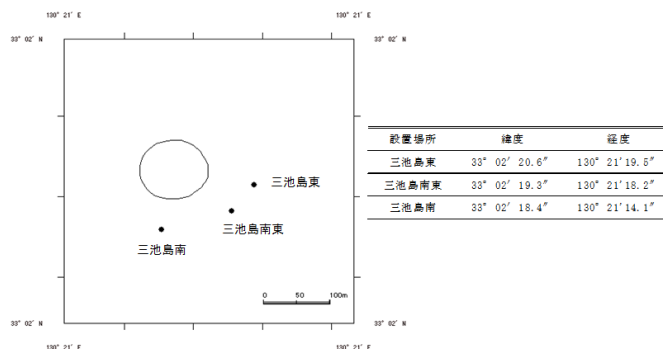 130° 21′ E
130° 21′ E
33° 02′ N
33° 02′ N
三池島東
三池島南東
三池島南
0 50 100m
33° 02′ N
33° 02′ N
130° 21′ E
130° 21′ E
設置場所 緯度 経度
三池島東 33° 02′ 20.6″ 130° 21′19.5″
三池島南東 33° 02′ 19.3″ 130° 21′18.2″
三池島南 33° 02′ 18.4″ 130° 21′14.1″